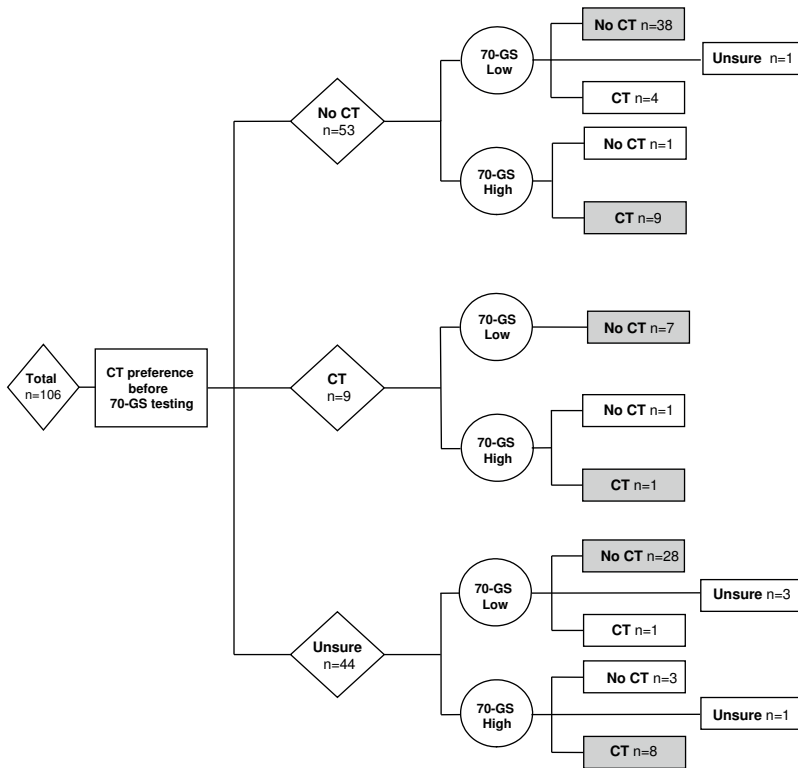 Total
n=106
CT preference
before
70-GS testing
No CT
n=53
70-GS
Low
No CT n=38
Unsure n=1
CT n=4
70-GS
High
No CT n=1
CT n=9
CT
n=9
70-GS
Low
No CT n=7
70-GS
High
No CT n=1
CT n=1
Unsure
n=44
70-GS
Low
No CT n=28
Unsure n=3
CT n=1
70-GS
High
No CT n=3
Unsure n=1
CT n=8